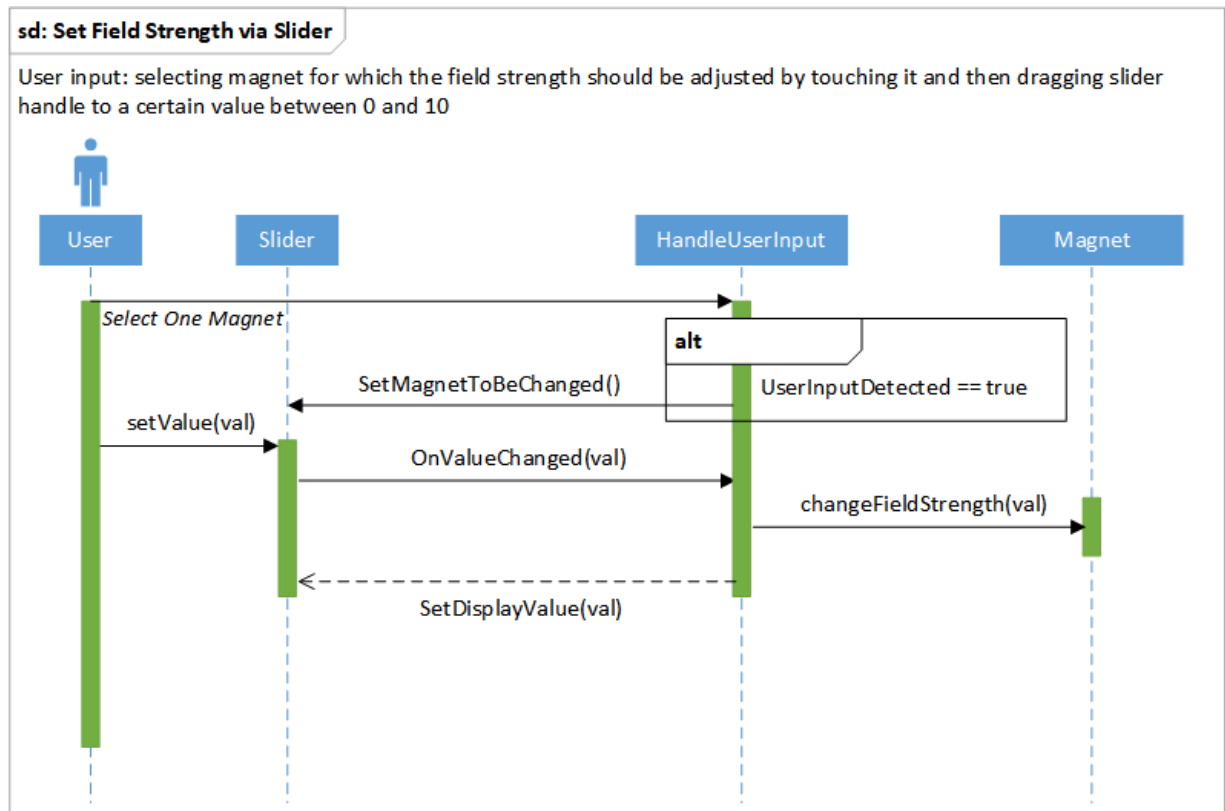 sd: Set Field Strength via Slider
User input: selecting magnet for which the field strength should be adjusted by touching it and then dragging slider
handle to a certain value between 0 and 10
User
Slider
HandleUserInput
Magnet
Select One Magnet
alt
UserInputDetected == true
SetMagnetToBeChanged()
setValue(val)
OnValueChanged(val)
changeFieldStrength(val)
SetDisplayValue(val)